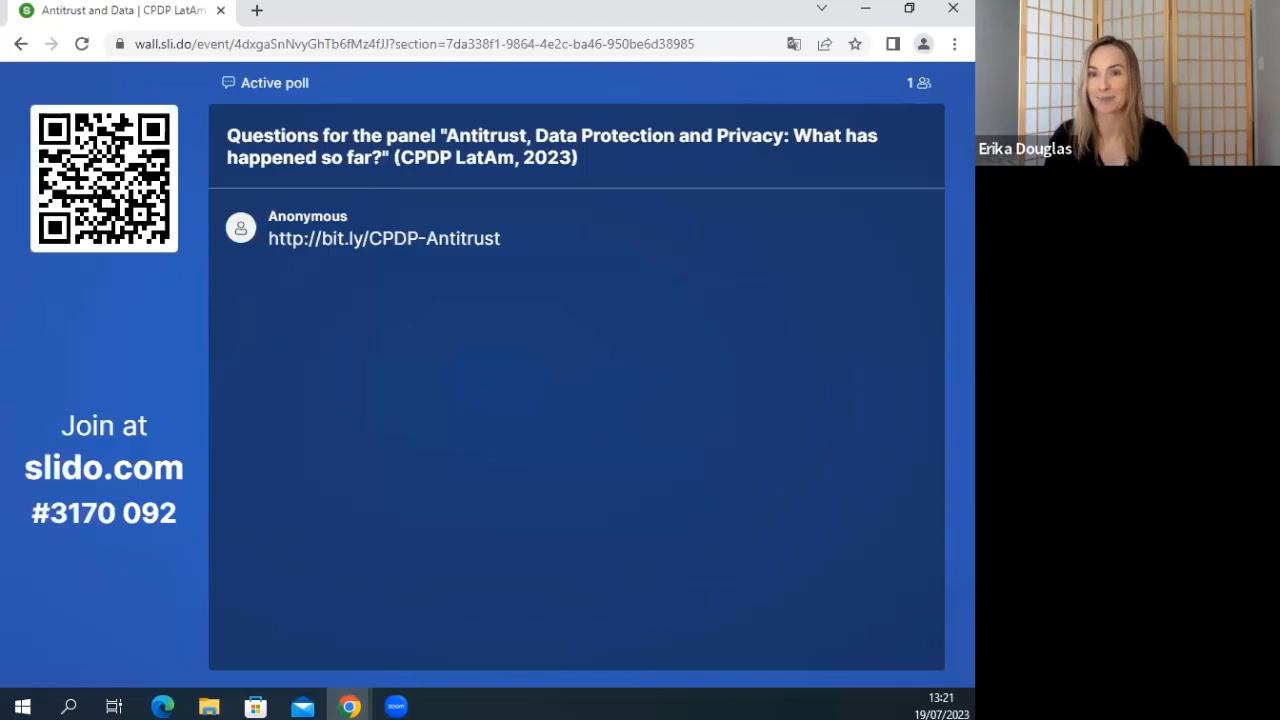 Antitrust and Data | CPDP LatAm
wall.sli.do/event/4dxgaSnNvyGhTb6fMz4fJJ?section=7da338f1-9864-4e2c-ba46-950be6d38985
Active poll
1
Questions for the panel "Antitrust, Data Protection and Privacy: What has
happened so far?" (CPDP LatAm, 2023)
Anonymous
http://bit.ly/CPDP-Antitrust
Join at
slido.com
#3170 092
Erika Douglas
zoom
13:21
19/07/2023